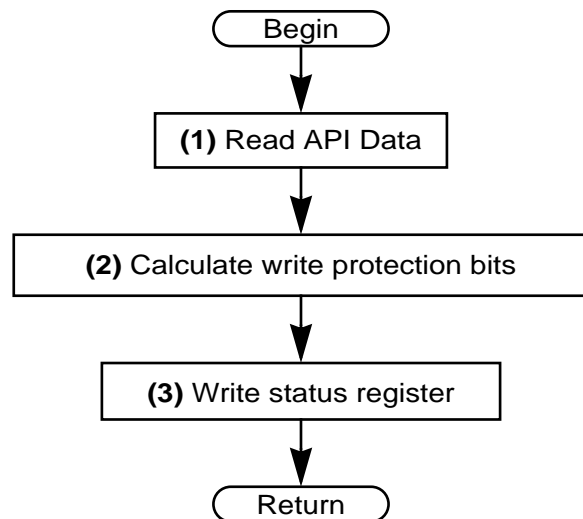 Begin
(1) Read API Data
(2) Calculate write protection bits
(3) Write status register
Return